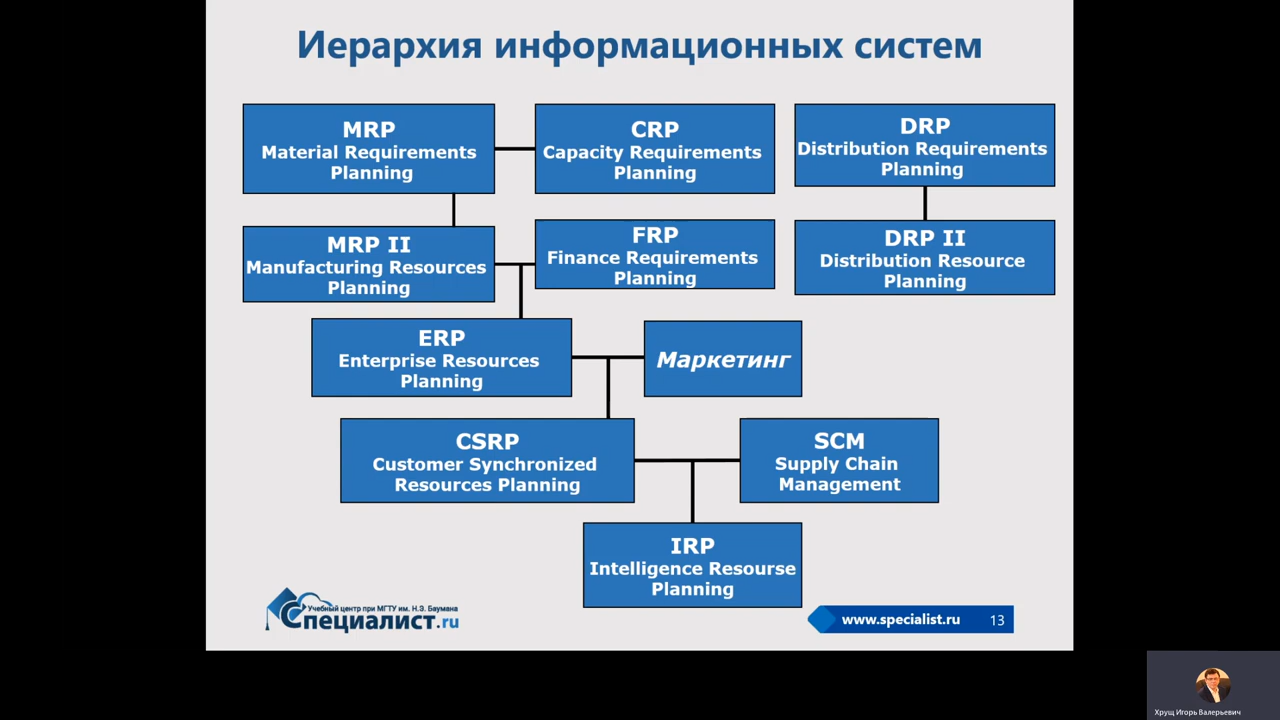 Иерархия информационных систем
MRP
Material Requirements
Planning
CRP
Capacity Requirements
Planning
DRP
Distribution Requirements
Planning
MRP II
Manufacturing Resources
Planning
FRP
Finance Requirements
Planning
DRP II
Distribution Resource
Planning
ERP
Enterprise Resources
Planning
Маркетинг
CSRP
Customer Synchronized
Resources Planning
SCM
Supply Chain
Management
IRP
Intelligence Resourse
Planning
Учебный центр при МГТУ им. Н.Э. Баумана
Специалист.ru
www.specialist.ru
13
Хрущ Игорь Валерьевич